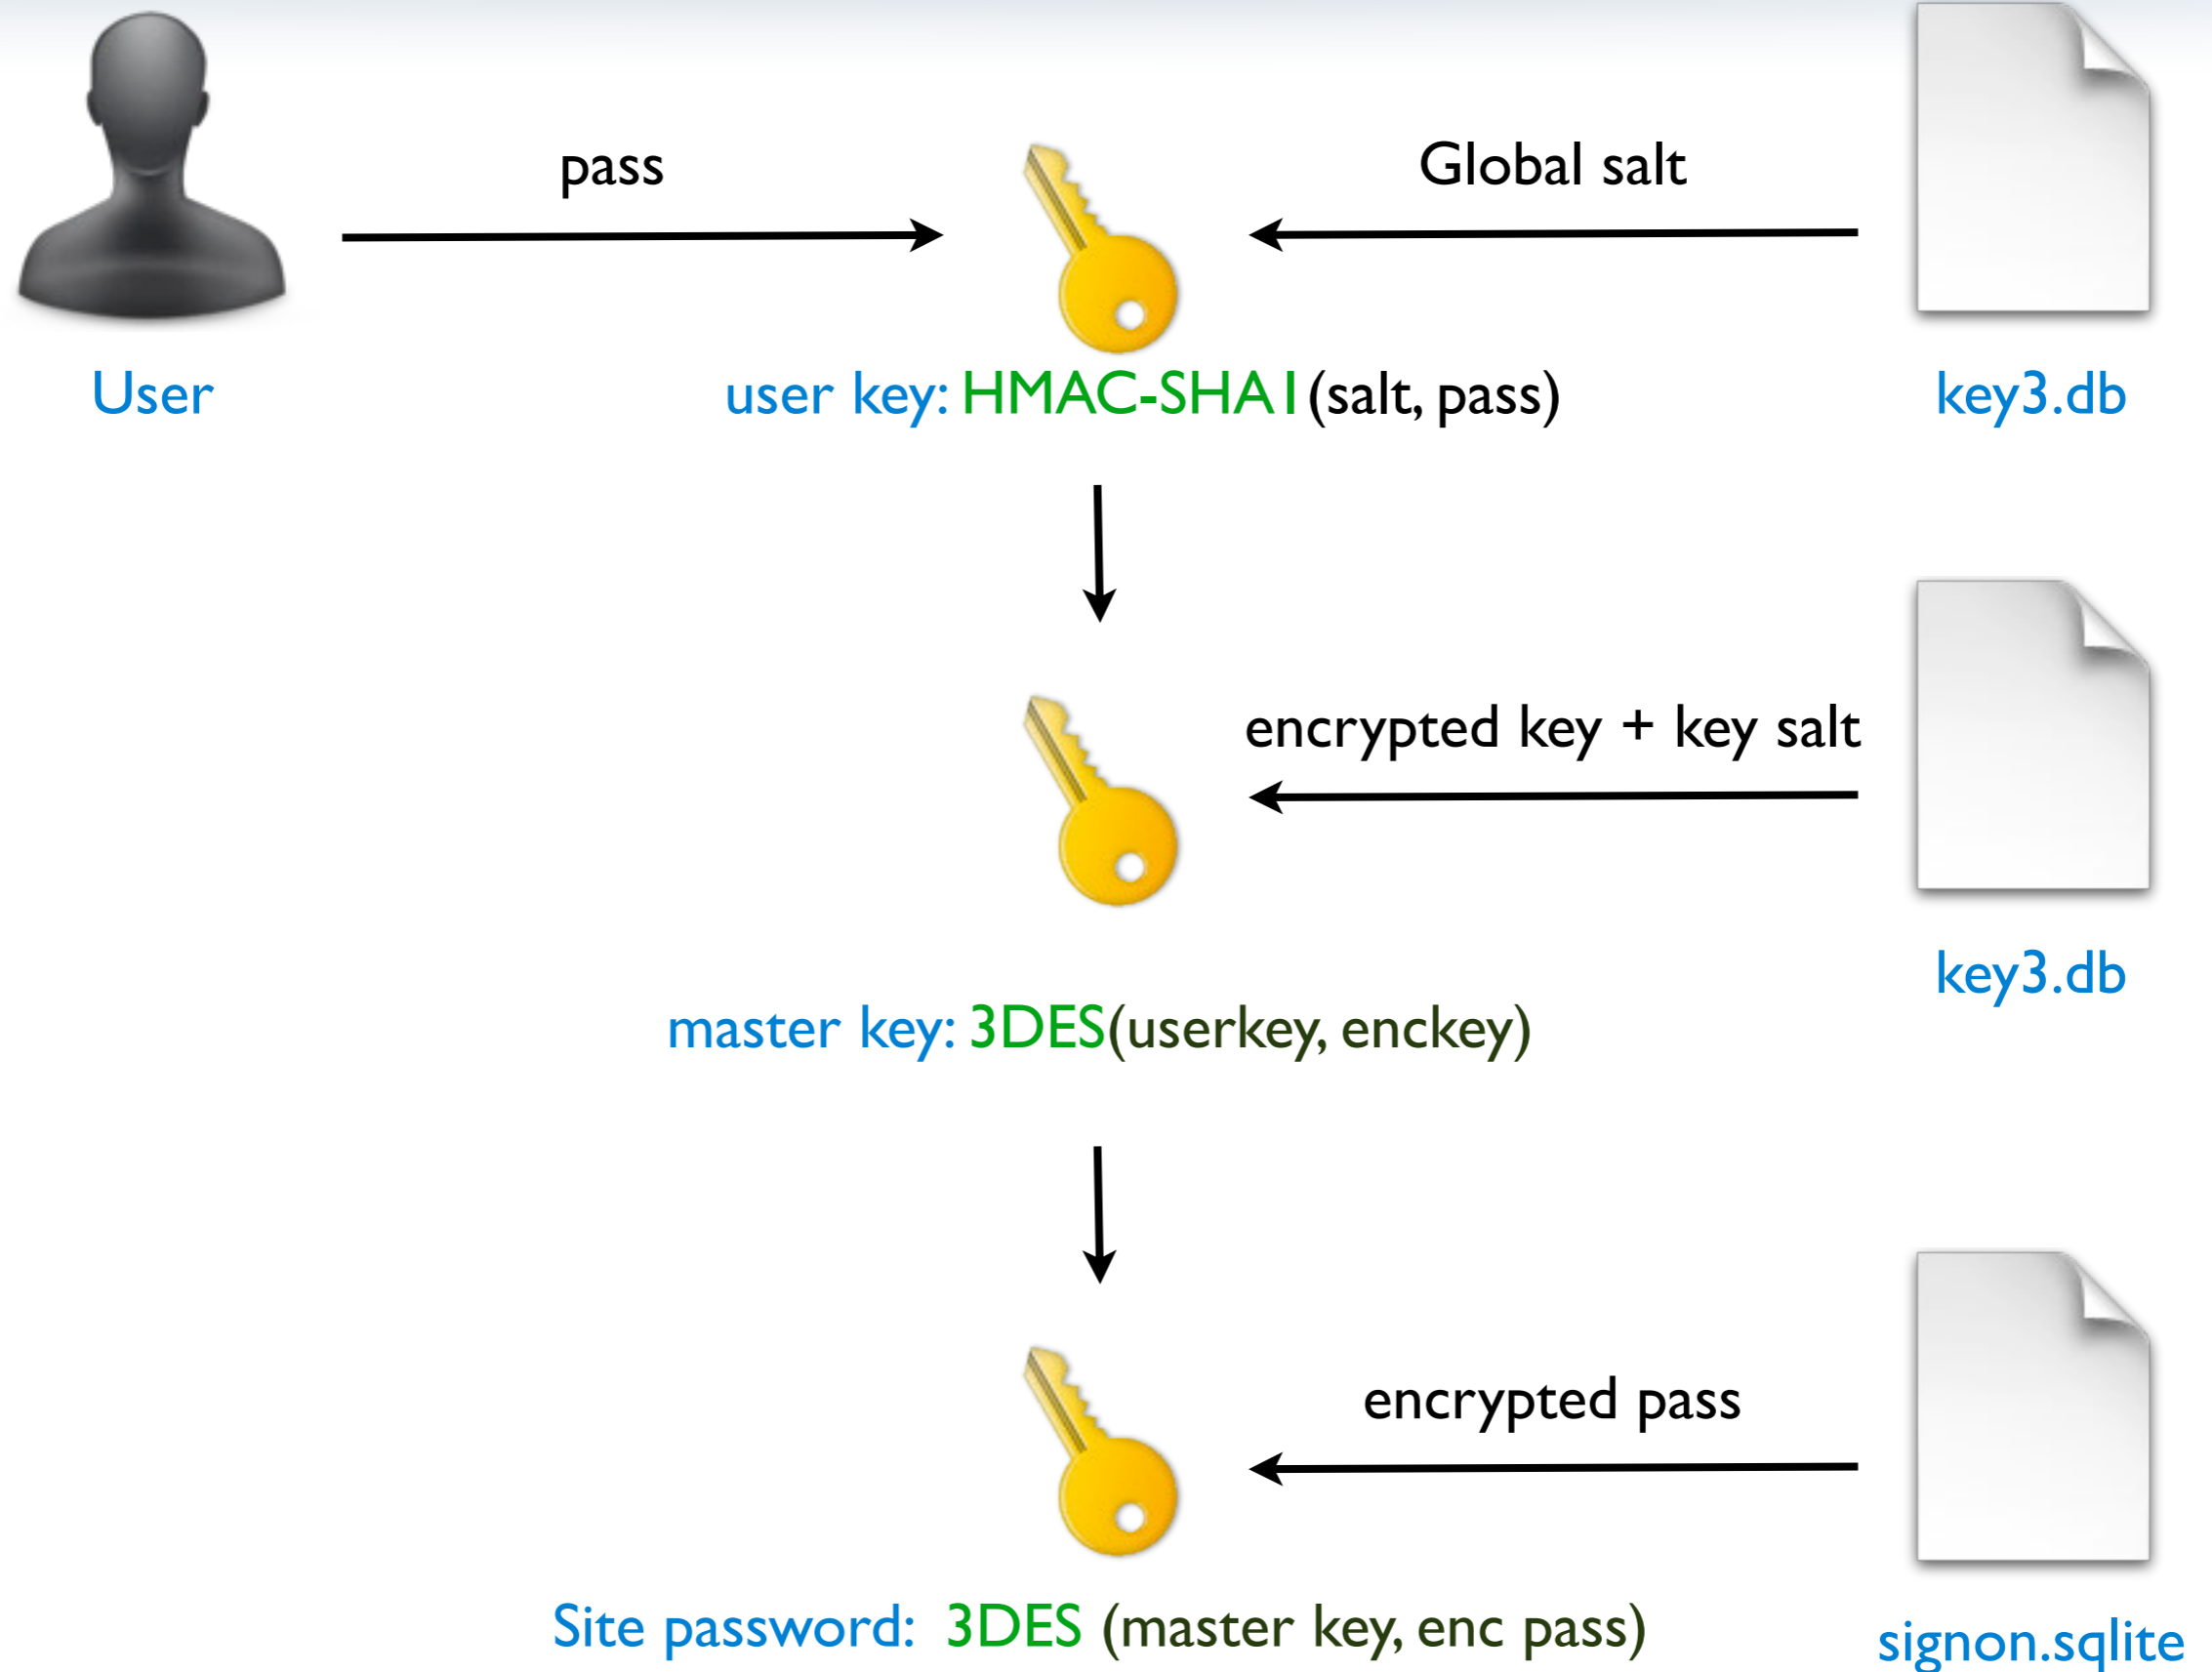 pass
Global salt
User
user key: HMAC-SHA1(salt, pass)
key3.db
encrypted key + key salt
key3.db
master key: 3DES(userkey, enckey)
encrypted pass
Site password: 3DES (master key, enc pass)
signon.sqlite